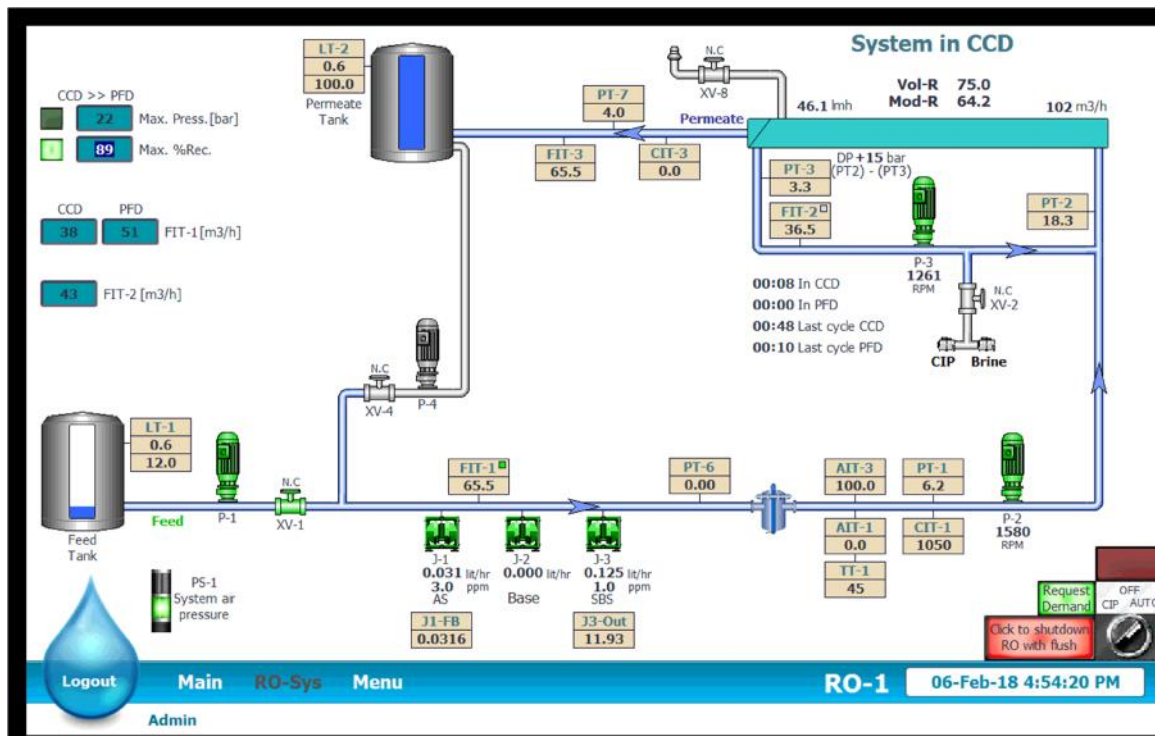 System in CCD
LT-2
0.6
100.0
Permeate
Tank
N.C
XV-8
Vol-R 75.0
Mod-R 64.2
46.1 lmh
102 m3/h
CCD >> PFD
22 Max. Press.[bar]
89 Max. %Rec.
PT-7
4.0
Permeate
FIT-3
65.5
CIT-3
0.0
DP +15 bar
(PT2) - (PT3)
PT-3
3.3
FIT-2
36.5
PT-2
18.3
CCD PFD
38 51 FIT-1 [m3/h]
43 FIT-2 [m3/h]
P-3
1261
RPM
N.C
XV-2
CIP Brine
00:08 In CCD
00:00 In PFD
00:48 Last cycle CCD
00:10 Last cycle PFD
N.C
XV-4
P-4
LT-1
0.6
12.0
Feed
Feed
Tank
P-1
N.C
XV-1
FIT-1
65.5
PT-6
0.00
AIT-3
100.0
PT-1
6.2
AIT-1
0.0
CIT-1
1050
TT-1
45
P-2
1580
RPM
J-1
0.031 lit/hr
3.0 ppm
AS
J-2
0.000 lit/hr
Base
J-3
0.125 lit/hr
1.0 ppm
SBS
J1-FB
0.0316
J3-Out
11.93
PS-1
System air
pressure
Request
Demand
OFF
CIP AUTO
Click to shutdown
RO with flush
Logout
Main RO-Sys Menu
RO-1
06-Feb-18 4:54:20 PM
Admin